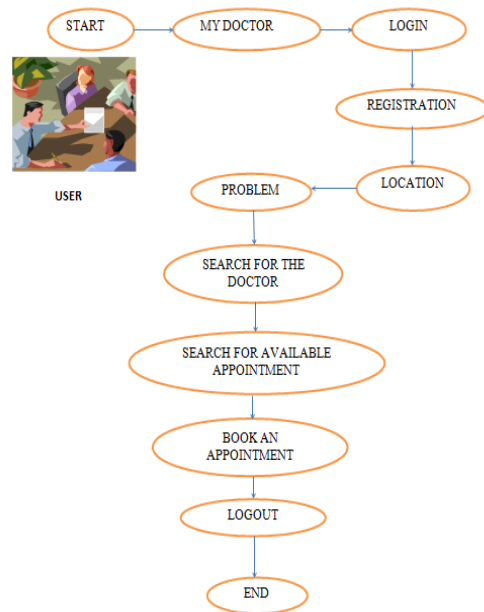 START
MY DOCTOR
LOGIN
REGISTRATION
LOCATION
PROBLEM
USER
SEARCH FOR THE
DOCTOR
SEARCH FOR AVAILABLE
APPOINTMENT
BOOK AN
APPOINTMENT
LOGOUT
END